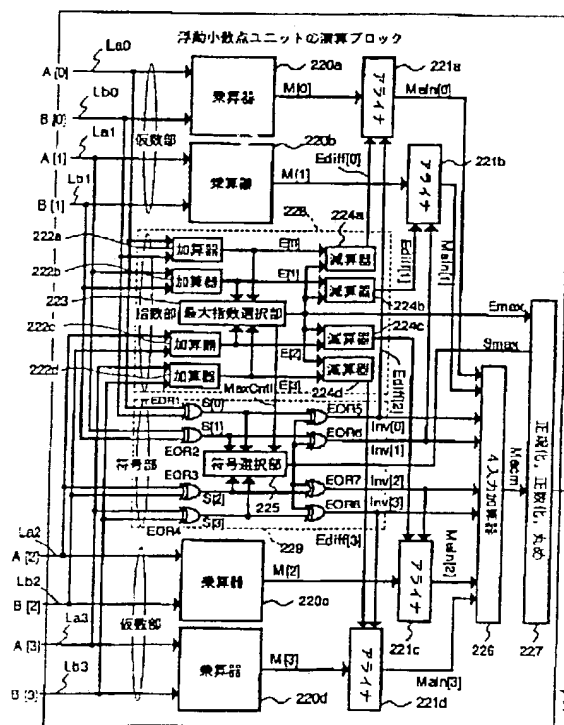 浮動小数点ユニットの演算ブロック
La0
A[0]
Lb0
B[0]
La1
A[1]
Lb1
B[1]
仮数部
220a
乗算器
M[0]
221a
アライナ
Maln[0]
220b
乗算器
M[1]
Ediff[0]
221b
アライナ
Ediff[1]
Maln[1]
228
222a
加算器
E[0]
224a
減算器
222b
加算器
E[1]
減算器
224b
223
指数部
最大指数選択部
Emax
222c
加算器
E[2]
減算器
224c
Smax
222d
加算器
E[3]
減算器
224d
MaxCntl
Ediff[2]
EOR1
S[0]
EOR5
Inv[0]
S[1]
EOR6
Inv[1]
EOR2
符号部
符号選択部
225
EOR3
S[2]
EOR7
Inv[2]
EOR4
S[3]
EOR8
Inv[3]
229
Ediff[3]
4入力加算器
226
Macm
正規化,正数化,丸め
227
La2
A[2]
Lb2
B[2]
La3
A[3]
Lb3
B[3]
仮数部
乗算器
M[2]
220c
アライナ
221c
Maln[2]
乗算器
M[3]
220d
アライナ
221d
Maln[3]